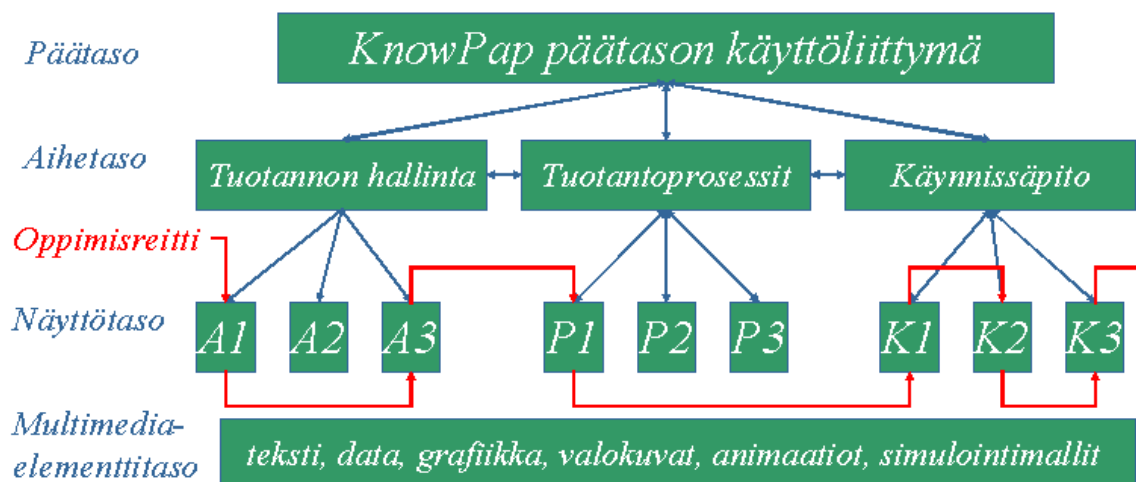 Päätaso
KnowPap päätason käyttöliittymä
Aihetaso
Tuotannon hallinta
Tuotantoprosessit
Käynnissäpito
Oppimisreitti
Näyttötaso
A1
A2
A3
P1
P2
P3
K1
K2
K3
Multimedia-
elementtitaso
teksti, data, grafiikka, valokuvat, animaatiot, simulointimallit